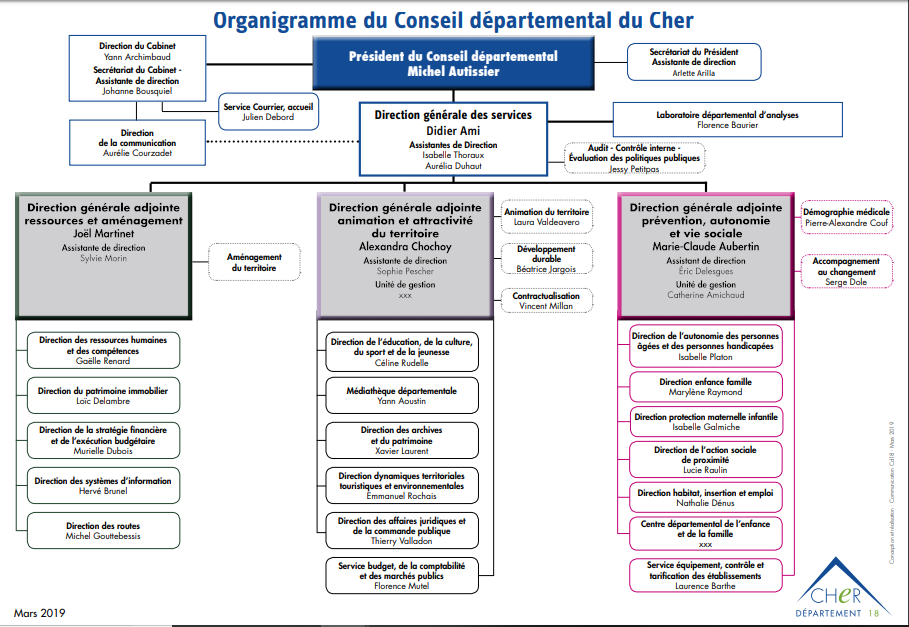 Organigramme du Conseil départemental du Cher
Direction du Cabinet
Yann Archimbaud
Secrétariat du Cabinet -
Assistante de direction
Johanne Bousquiel
Président du Conseil départemental
Michel Autissier
Secrétariat du Président
Assistante de direction
Arlette Arilla
Service Courrier, accueil
Julien Debord
Direction
de la communication
Aurélie Courzadet
Direction générale des services
Didier Ami
Assistantes de Direction
Isabelle Thoraux
Aurélia Duhaut
Laboratoire départemental d'analyses
Florence Baurier
Audit - Contrôle interne -
Évaluation des politiques publiques
Jessy Petitpas
Direction générale adjointe
ressources et aménagement
Joël Martinet
Assistante de direction
Sylvie Morin
Aménagement
du territoire
Direction des ressources humaines
et des compétences
Gaëlle Renard
Direction du patrimoine immobilier
Loïc Delambre
Direction de la stratégie financière
et de l'exécution budgétaire
Murielle Dubois
Direction des systèmes d'information
Hervé Brunel
Direction des routes
Michel Gouttebessis
Direction générale adjointe
animation et attractivité
du territoire
Alexandra Chochoy
Assistante de direction
Sophie Pescher
Unité de gestion
xxx
Animation du territoire
Laura Valdeavero
Développement
durable
Béatrice Jargois
Contractualisation
Vincent Millan
Direction de l'éducation, de la culture,
du sport et de la jeunesse
Céline Rudelle
Médiathèque départementale
Yann Aoustin
Direction des archives
et du patrimoine
Xavier Laurent
Direction dynamiques territoriales
touristiques et environnementales
Emmanuel Rochais
Direction des affaires juridiques et
de la commande publique
Thierry Valladon
Service budget, de la comptabilité
et des marchés publics
Florence Mutel
Direction générale adjointe
prévention, autonomie
et vie sociale
Marie-Claude Aubertin
Assistant de direction
Éric Delesgues
Unité de gestion
Catherine Amichaud
Démographie médicale
Pierre-Alexandre Couf
Accompagnement
au changement
Serge Dole
Direction de l'autonomie des personnes
âgées et des personnes handicapées
Isabelle Platon
Direction enfance famille
Marylène Raymond
Direction protection maternelle infantile
Isabelle Galmiche
Direction de l'action sociale
de proximité
Lucie Raulin
Direction habitat, insertion et emploi
Nathalie Dénus
Centre départemental de l'enfance
et de la famille
xxx
Service équipement, contrôle et
tarification des établissements
Laurence Barthe
Conception et réalisation : Communication Cd18 - Mars 2019
Mars 2019
CHeR
DÉPARTEMENT 18